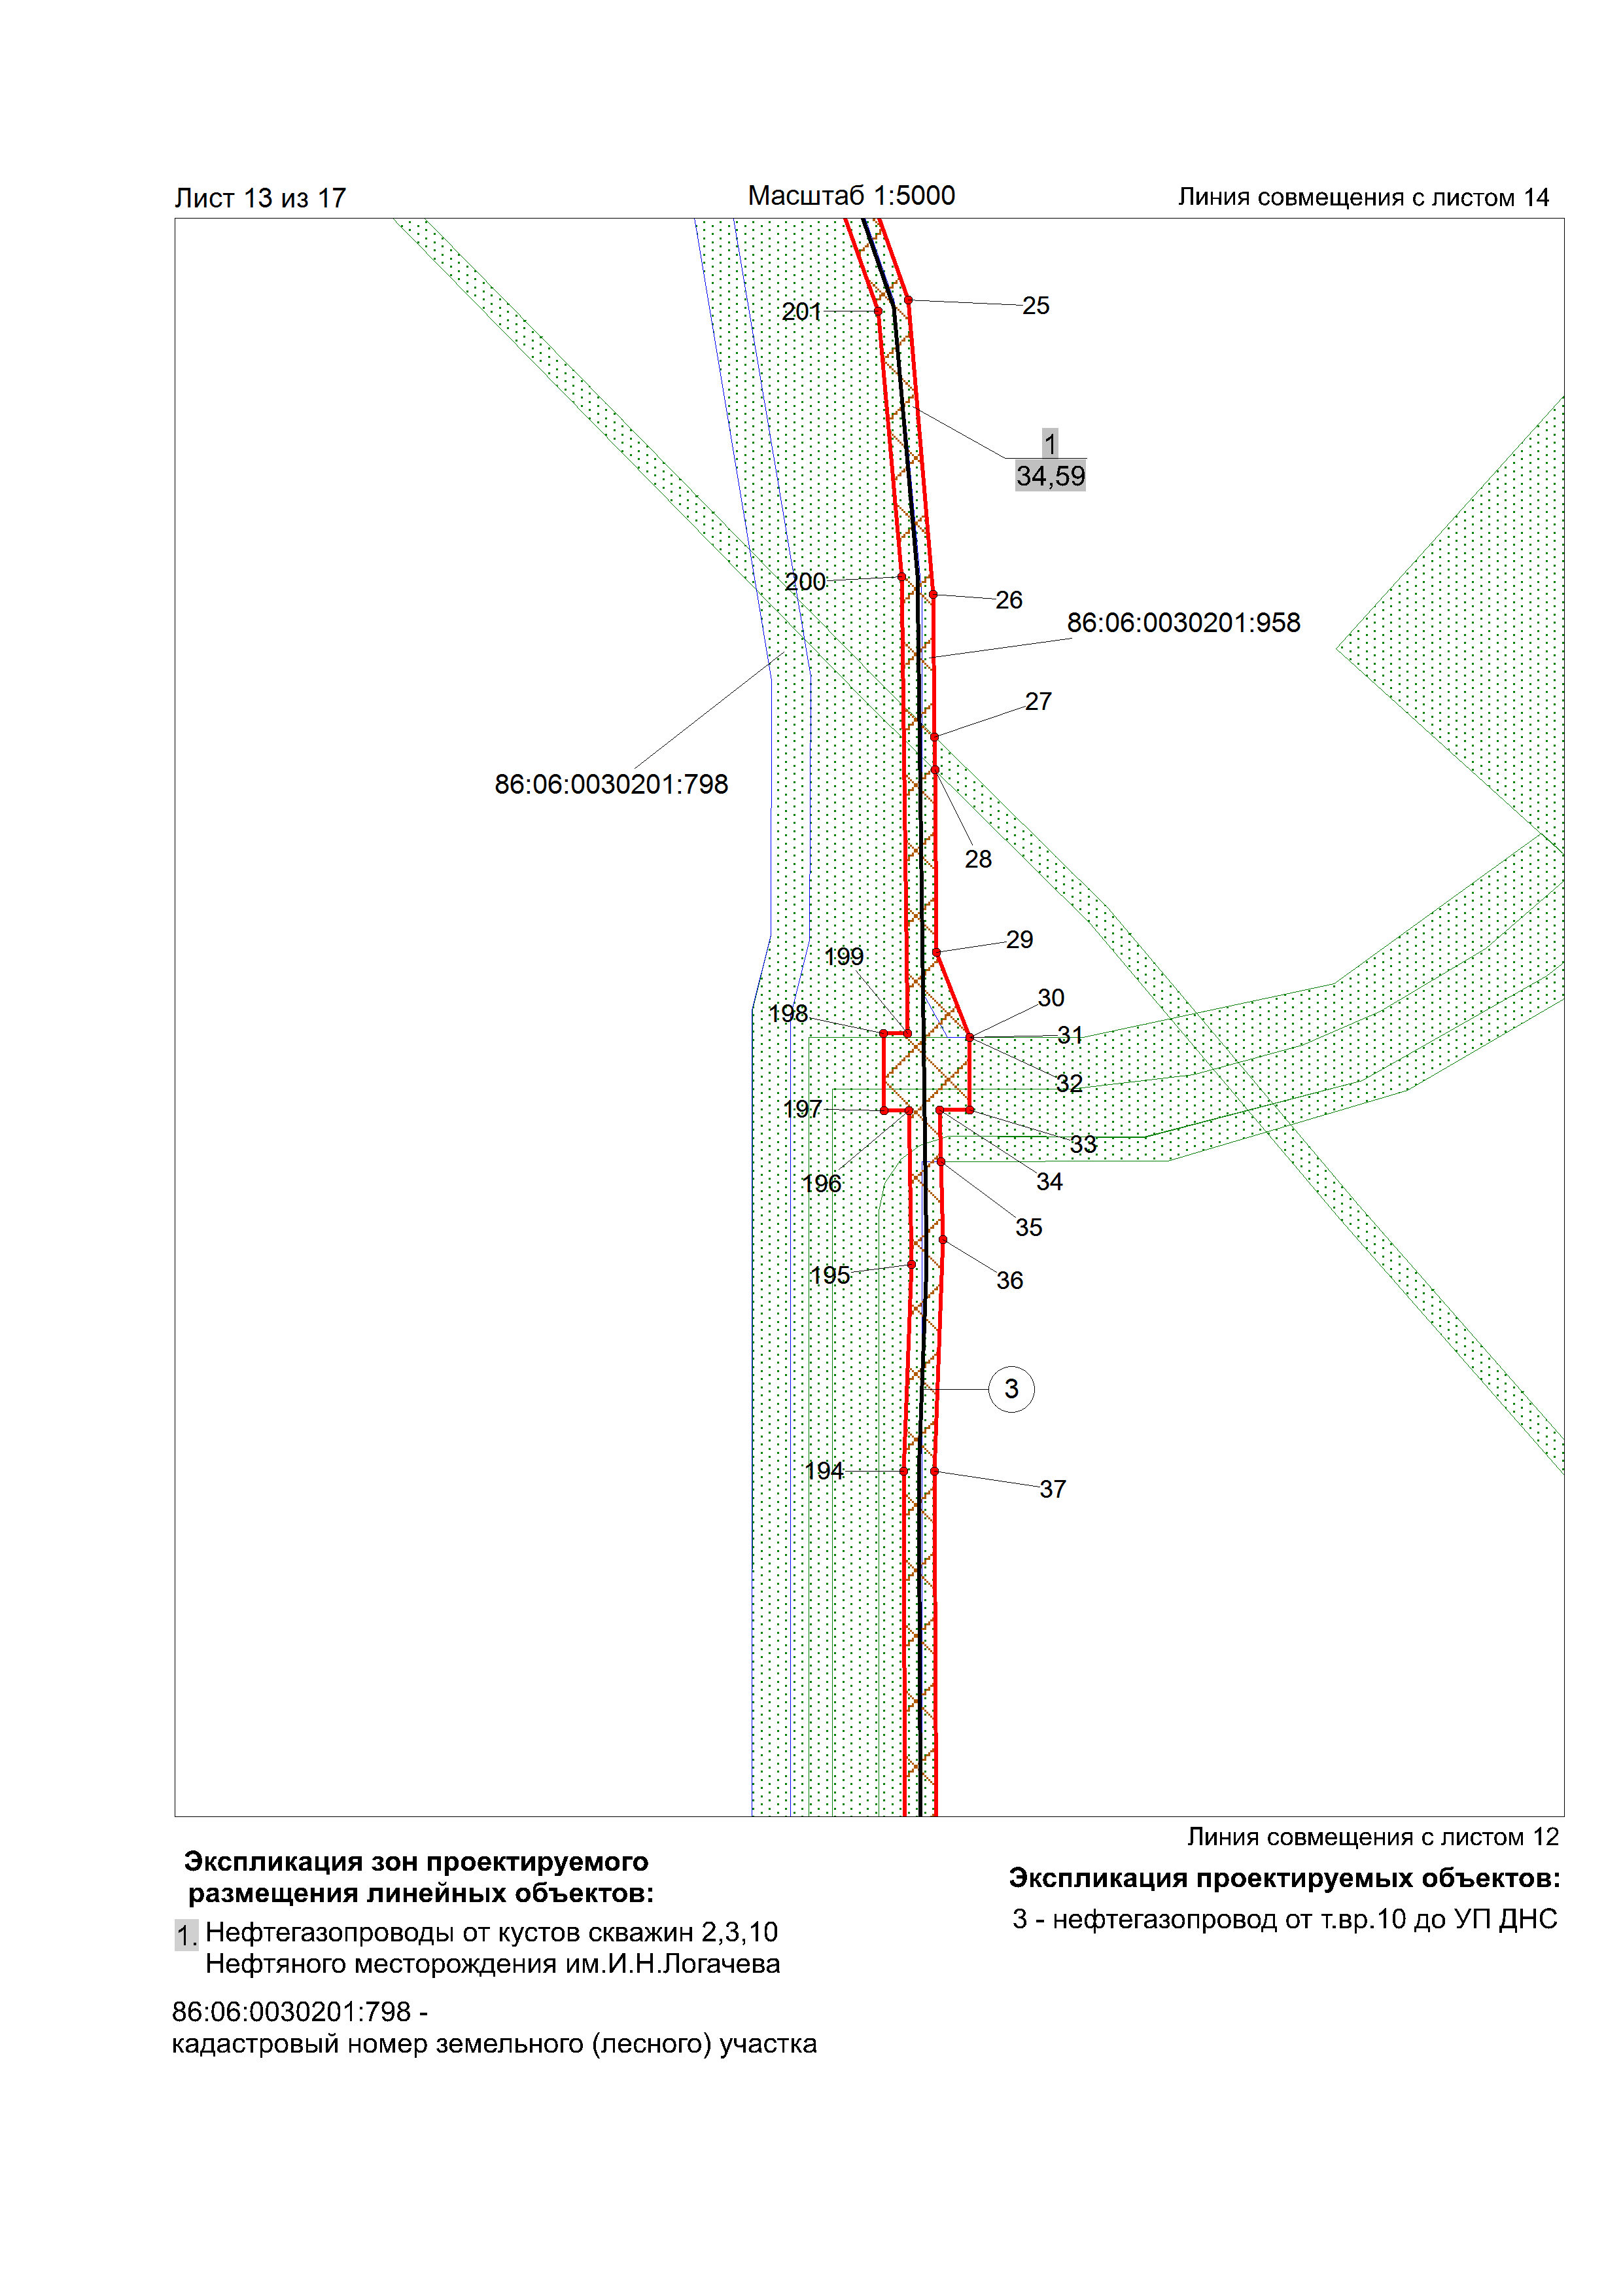 Лист 13 из 17
Масштаб 1:5000
Линия совмещения с листом 14
201
25
1
34,59
200
26
86:06:0030201:958
27
86:06:0030201:798
28
29
199
30
198
31
32
197
33
196
34
35
195
36
3
194
37
Линия совмещения с листом 12
Экспликация зон проектируемого
размещения линейных объектов:
1. Нефтегазопроводы от кустов скважин 2,3,10
Нефтяного месторождения им.И.Н.Логачева
86:06:0030201:798 -
кадастровый номер земельного (лесного) участка
Экспликация проектируемых объектов:
3 - нефтегазопровод от т.вр.10 до УП ДНС